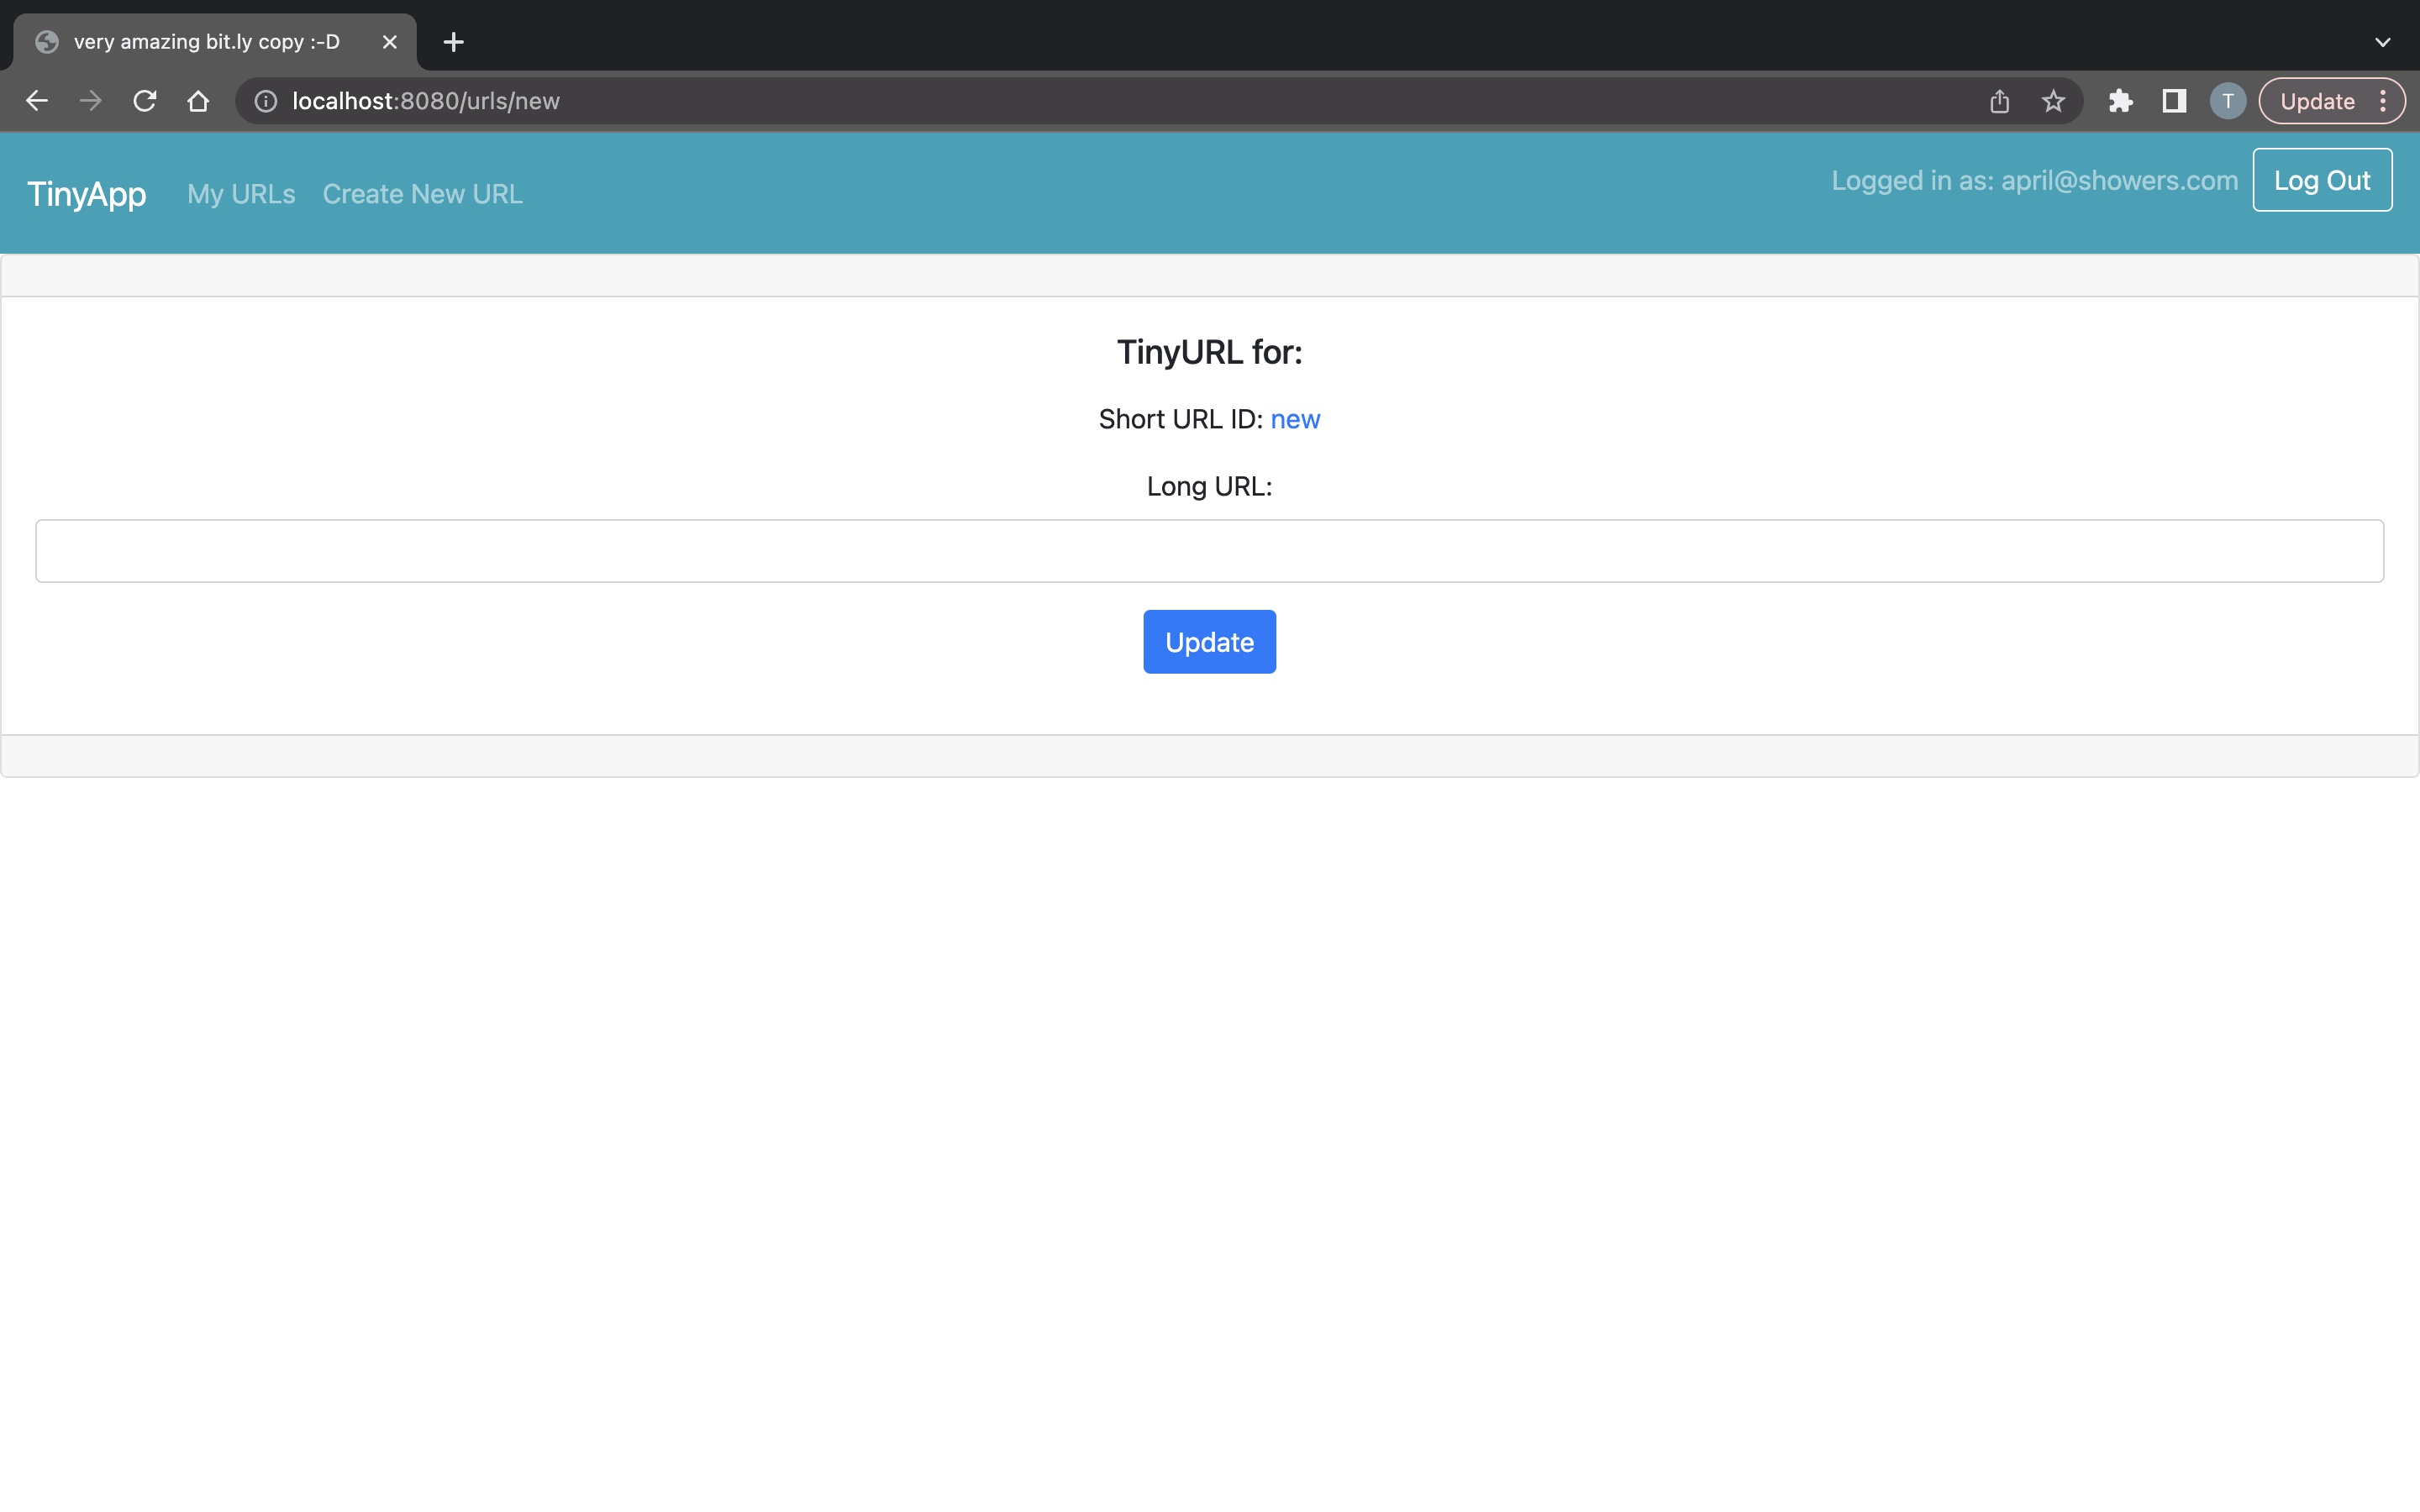 very amazing bit.ly copy :-D
localhost:8080/urls/new
T
Update
TinyApp
My URLs
Create New URL
Logged in as: april@showers.com
Log Out
TinyURL for:
Short URL ID: new
Long URL:
Update